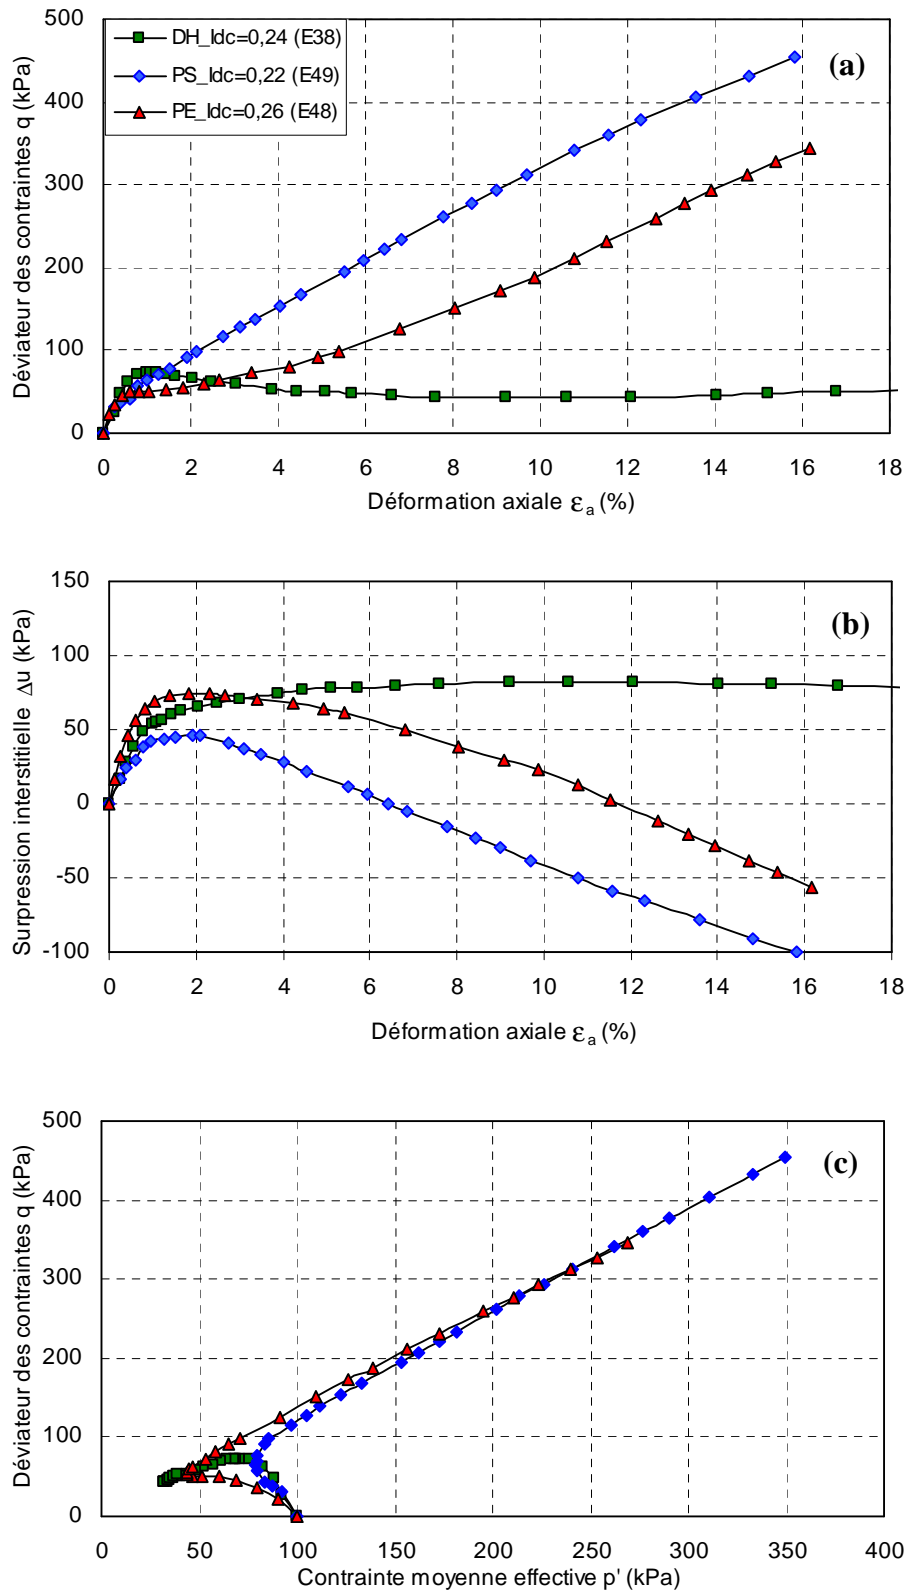 500
400
300
200
100
0
Déviateur des contraintes q (kPa)
DH_Idc=0,24 (E38)
PS_Idc=0,22 (E49)
PE_Idc=0,26 (E48)
(a)
0 2 4 6 8 10 12 14 16 18
Déformation axiale εa (%)
150
100
50
0
-50
-100
Surpression interstitielle Δu (kPa)
(b)
0 2 4 6 8 10 12 14 16 18
Déformation axiale εa (%)
500
400
300
200
100
0
Déviateur des contraintes q (kPa)
(c)
0 50 100 150 200 250 300 350 400
Contrainte moyenne effective p' (kPa)